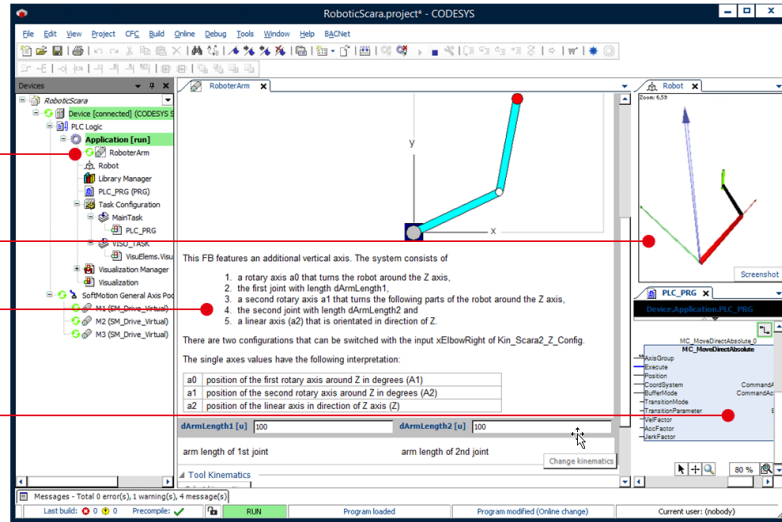 RoboticScara.project* - CODESYS
File Edit View Project CFC Build Online Debug Tools Window Help BACNet
Devices
RoboticScara
Device [connected] (CODESYS S
PLC Logic
Application [run]
RoboterArm
Robot
Library Manager
PLC_PRG (PRG)
Task Configuration
MainTask
PLC_PRG
VISU_TASK
VisuElems.Visu
Visualization Manager
Visualization
SoftMotion General Axis Poo
M1 (SM_Drive_Virtual)
M2 (SM_Drive_Virtual)
M3 (SM_Drive_Virtual)
RoboterArm
y
x
This FB features an additional vertical axis. The system consists of
1. a rotary axis a0 that turns the robot around the Z axis,
2. the first joint with length dArmLength1,
3. a second rotary axis a1 that turns the following parts of the robot around the Z axis,
4. the second joint with length dArmLength2 and
5. a linear axis (a2) that is orientated in direction of Z.
There are two configurations that can be switched with the input xElbowRight of Kin_Scara2_Z_Config.
The single axes values have the following interpretation:
a0 position of the first rotary axis around Z in degrees (A1)
a1 position of the second rotary axis around Z in degrees (A2)
a2 position of the linear axis in direction of Z axis (Z)
dArmLength1 [u] 100 dArmLength2 [u] 100
arm length of 1st joint arm length of 2nd joint
Change kinematics
Tool Kinematics
Robot
Zoom: 6,59
Screenshot
PLC_PRG
Device.Application.PLC_PRG
MC_MoveDirectAbsolute_0
MC_MoveDirectAbsolute
AxisGroup
Execute
Position
CoordSystem CommandA
BufferMode CommandAc
TransitionMode
TransitionParameter E
VelFactor
AccFactor
JerkFactor
80 %
Messages - Total 0 error(s), 1 warning(s), 4 message(s)
Last build: 0 0 Precompile: RUN Program loaded Program modified (Online change) Current user: (nobody)